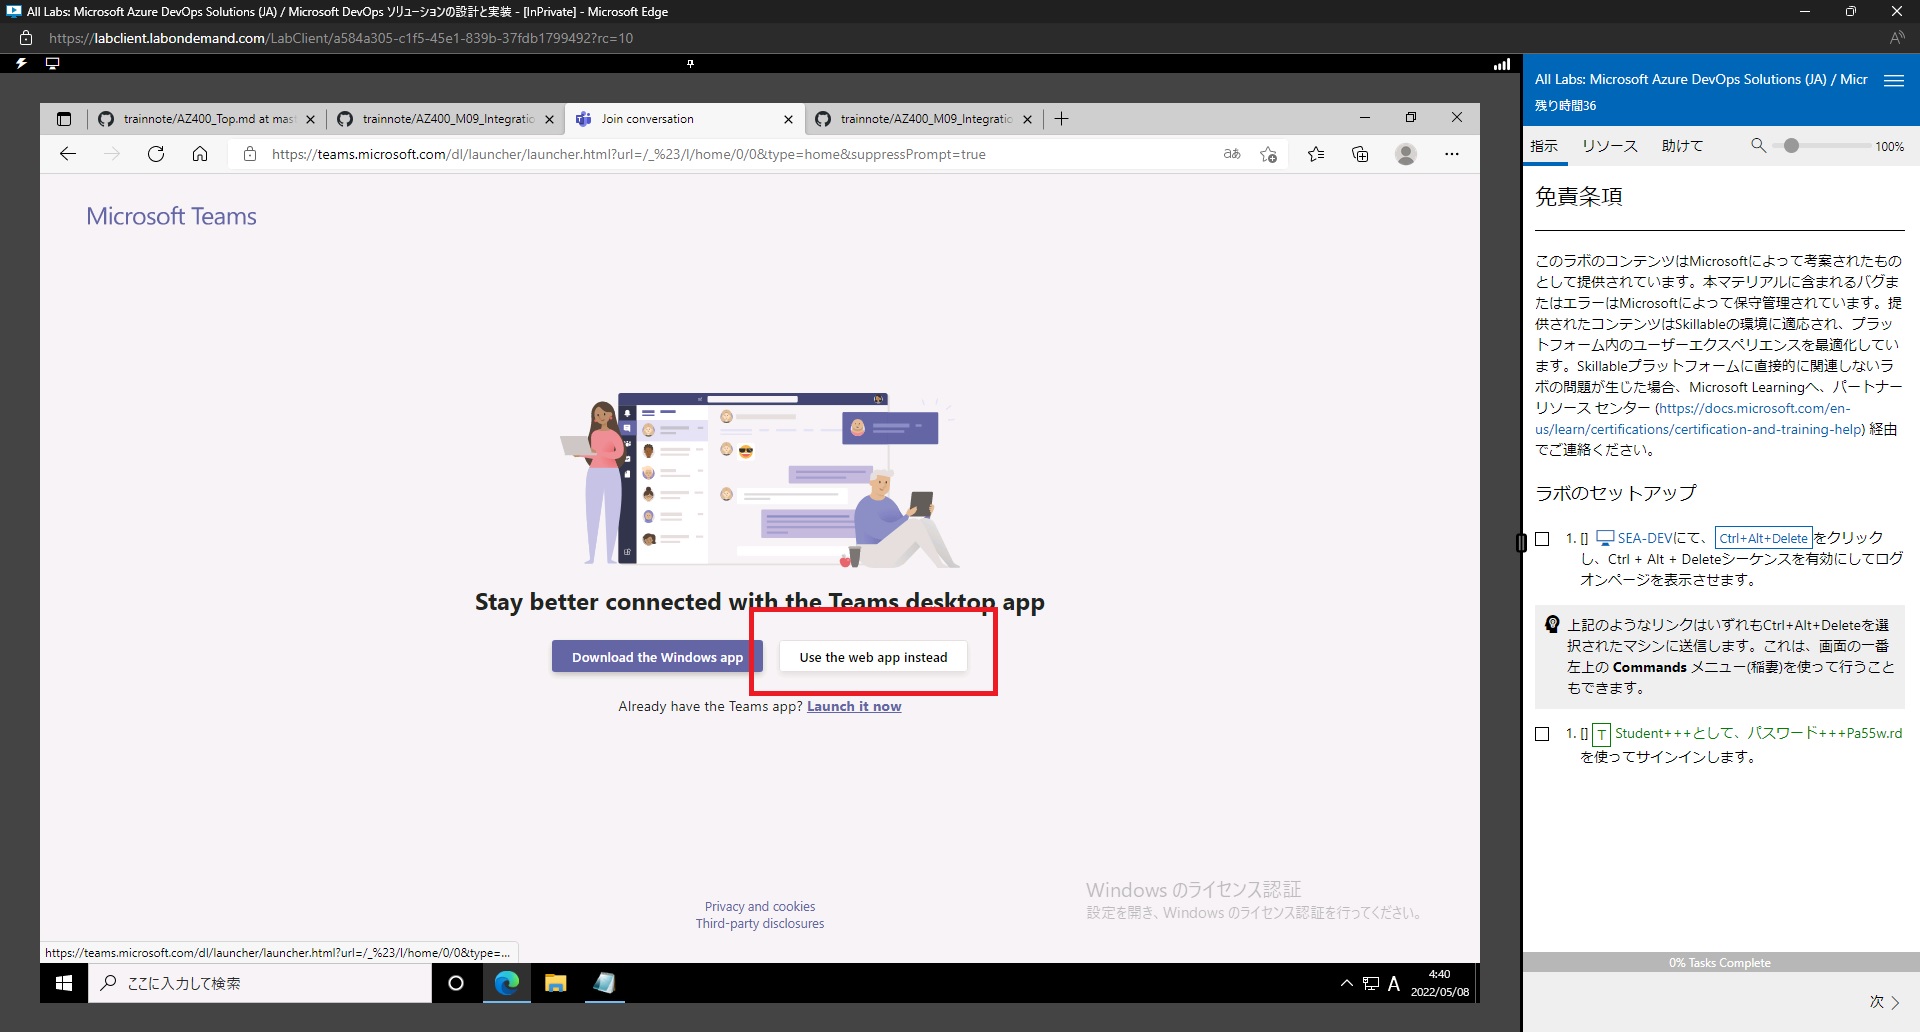 All Labs: Microsoft Azure DevOps Solutions (JA) / Microsoft DevOps ソリューションの設計と実装 - [InPrivate] - Microsoft Edge
https://labclient.labondemand.com/LabClient/a584a305-c1f5-45e1-839b-37fdb1799492?rc=10
trainnote/AZ400_Top.md at mast
trainnote/AZ400_M09_Integratio
Join conversation
trainnote/AZ400_M09_Integratio
https://teams.microsoft.com/dl/launcher/launcher.html?url=/_%23/l/home/0/0&type=home&suppressPrompt=true
Microsoft Teams
Stay better connected with the Teams desktop app
Download the Windows app
Use the web app instead
Already have the Teams app? Launch it now
Privacy and cookies
Third-party disclosures
Windows のライセンス認証
設定を開き、Windows のライセンス認証を行ってください。
https://teams.microsoft.com/dl/launcher/launcher.html?url=/_%23/l/home/0/0&type=...
ここに入力して検索
A
4:40
2022/05/08
All Labs: Microsoft Azure DevOps Solutions (JA) / Micr
残り時間36
指示
リソース
助けて
100%
免責条項
このラボのコンテンツはMicrosoftによって考案されたもの
として提供されています。本マテリアルに含まれるバグま
たはエラーはMicrosoftによって保守管理されています。提
供されたコンテンツはSkillableの環境に適応され、プラッ
トフォーム内のユーザーエクスペリエンスを最適化してい
ます。Skillableプラットフォームに直接的に関連しないラ
ボの問題が生じた場合、Microsoft Learningへ、パートナー
リソース センター (https://docs.microsoft.com/en-
us/learn/certifications/certification-and-training-help) 経由
でご連絡ください。
ラボのセットアップ
1. [] SEA-DEVにて、Ctrl+Alt+Deleteをクリック
し、Ctrl + Alt + Deleteシーケンスを有効にしてログ
オンページを表示させます。
上記のようなリンクはいずれもCtrl+Alt+Deleteを選
択されたマシンに送信します。これは、画面の一番
左上の Commands メニュー(稲妻)を使って行うこと
もできます。
1. [] T Student+++として、パスワード+++Pa55w.rd
を使ってサインインします。
0% Tasks Complete
次